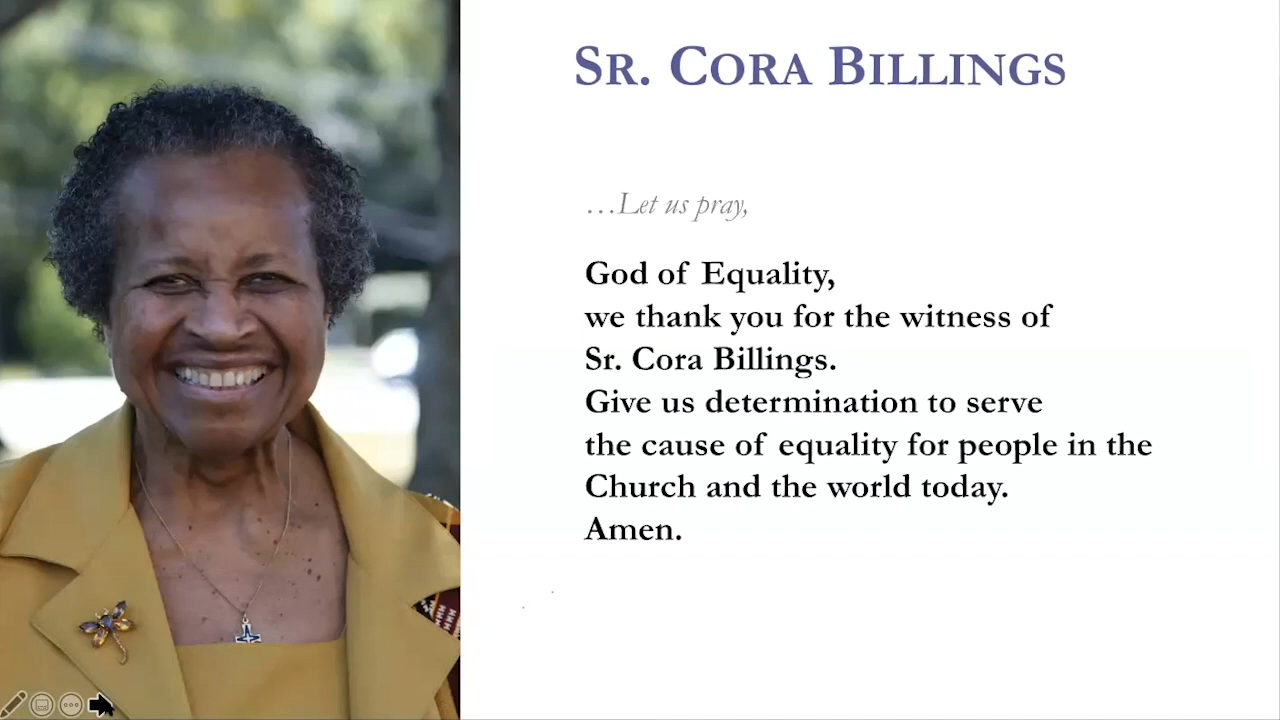 SR. CORA BILLINGS
…Let us pray,
God of Equality,
we thank you for the witness of
Sr. Cora Billings.
Give us determination to serve
the cause of equality for people in the
Church and the world today.
Amen.